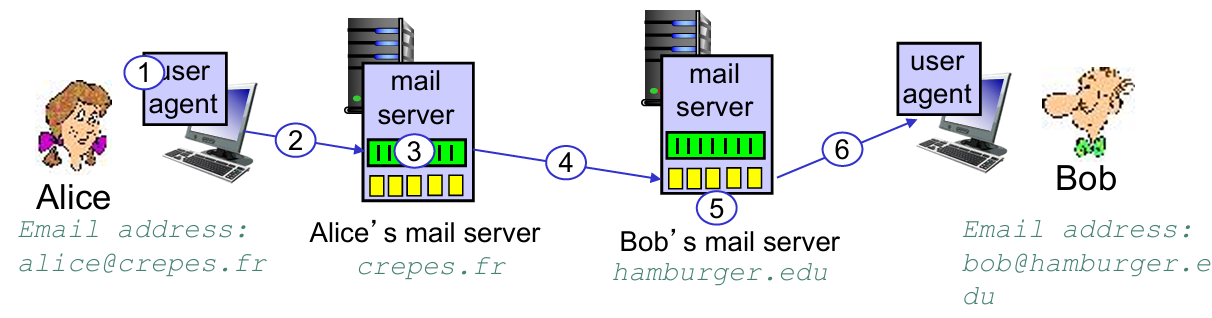 1
user
agent
2
mail
server
3
4
mail
server
5
6
user
agent
Alice
Email address:
alice@crepes.fr
Alice’s mail server
crepes.fr
Bob’s mail server
hamburger.edu
Bob
Email address:
bob@hamburger.e
du